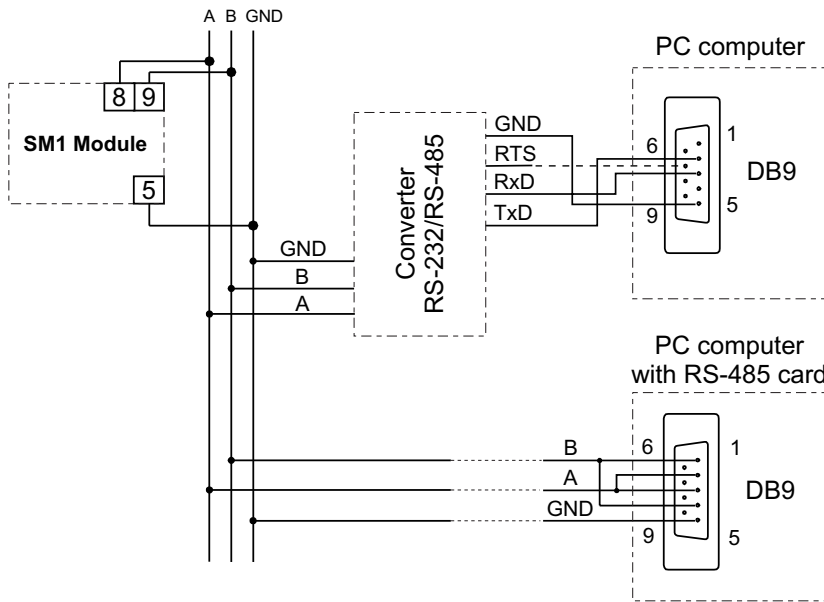 A B GND
PC computer
8 9
SM1 Module
5
GND
RTS
RxD
TxD
6
1
DB9
9
5
Converter
RS-232/RS-485
GND
B
A
PC computer
with RS-485 card
B
A
GND
6
1
DB9
9
5